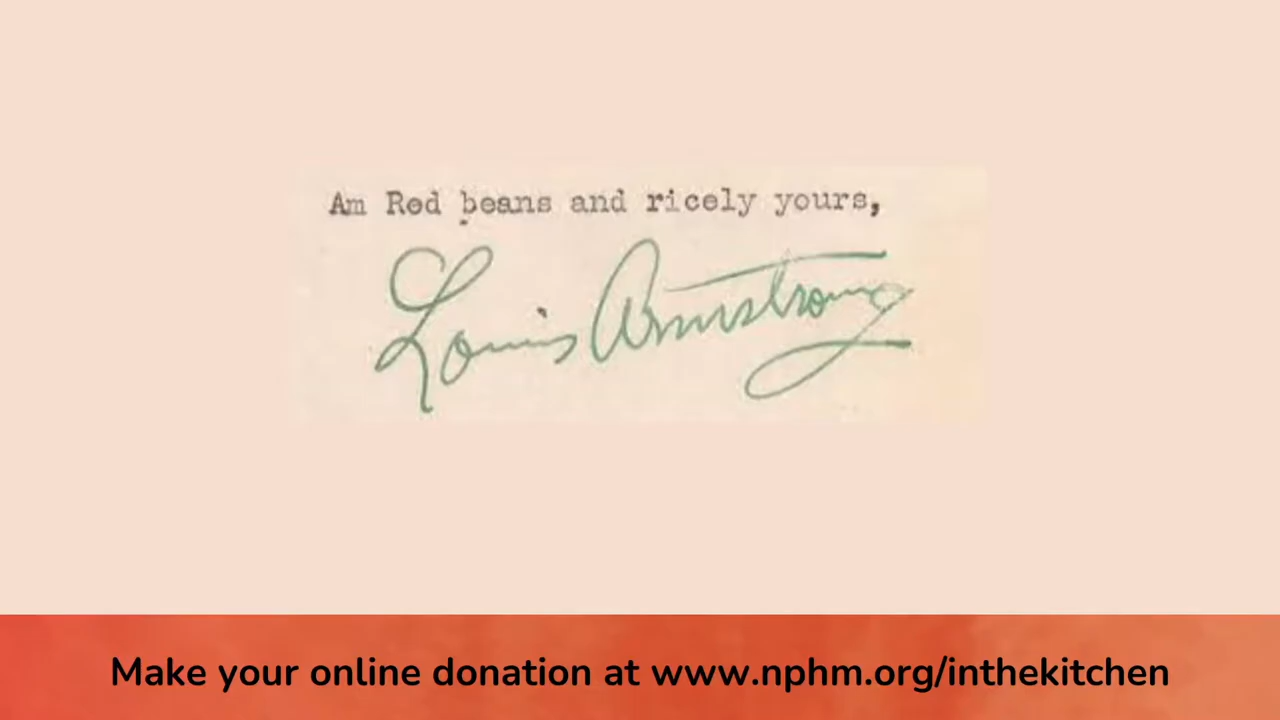 Am Red beans and ricely yours,
Louis Armstrong
Make your online donation at www.nphm.org/inthekitchen